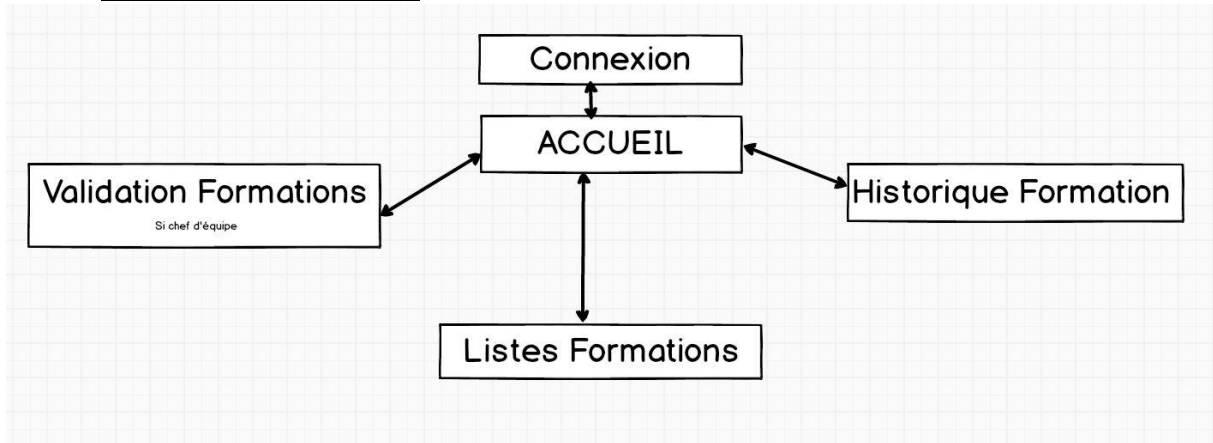 Connexion
ACCUEIL
Validation Formations
Si chef d'équipe
Historique Formation
Listes Formations